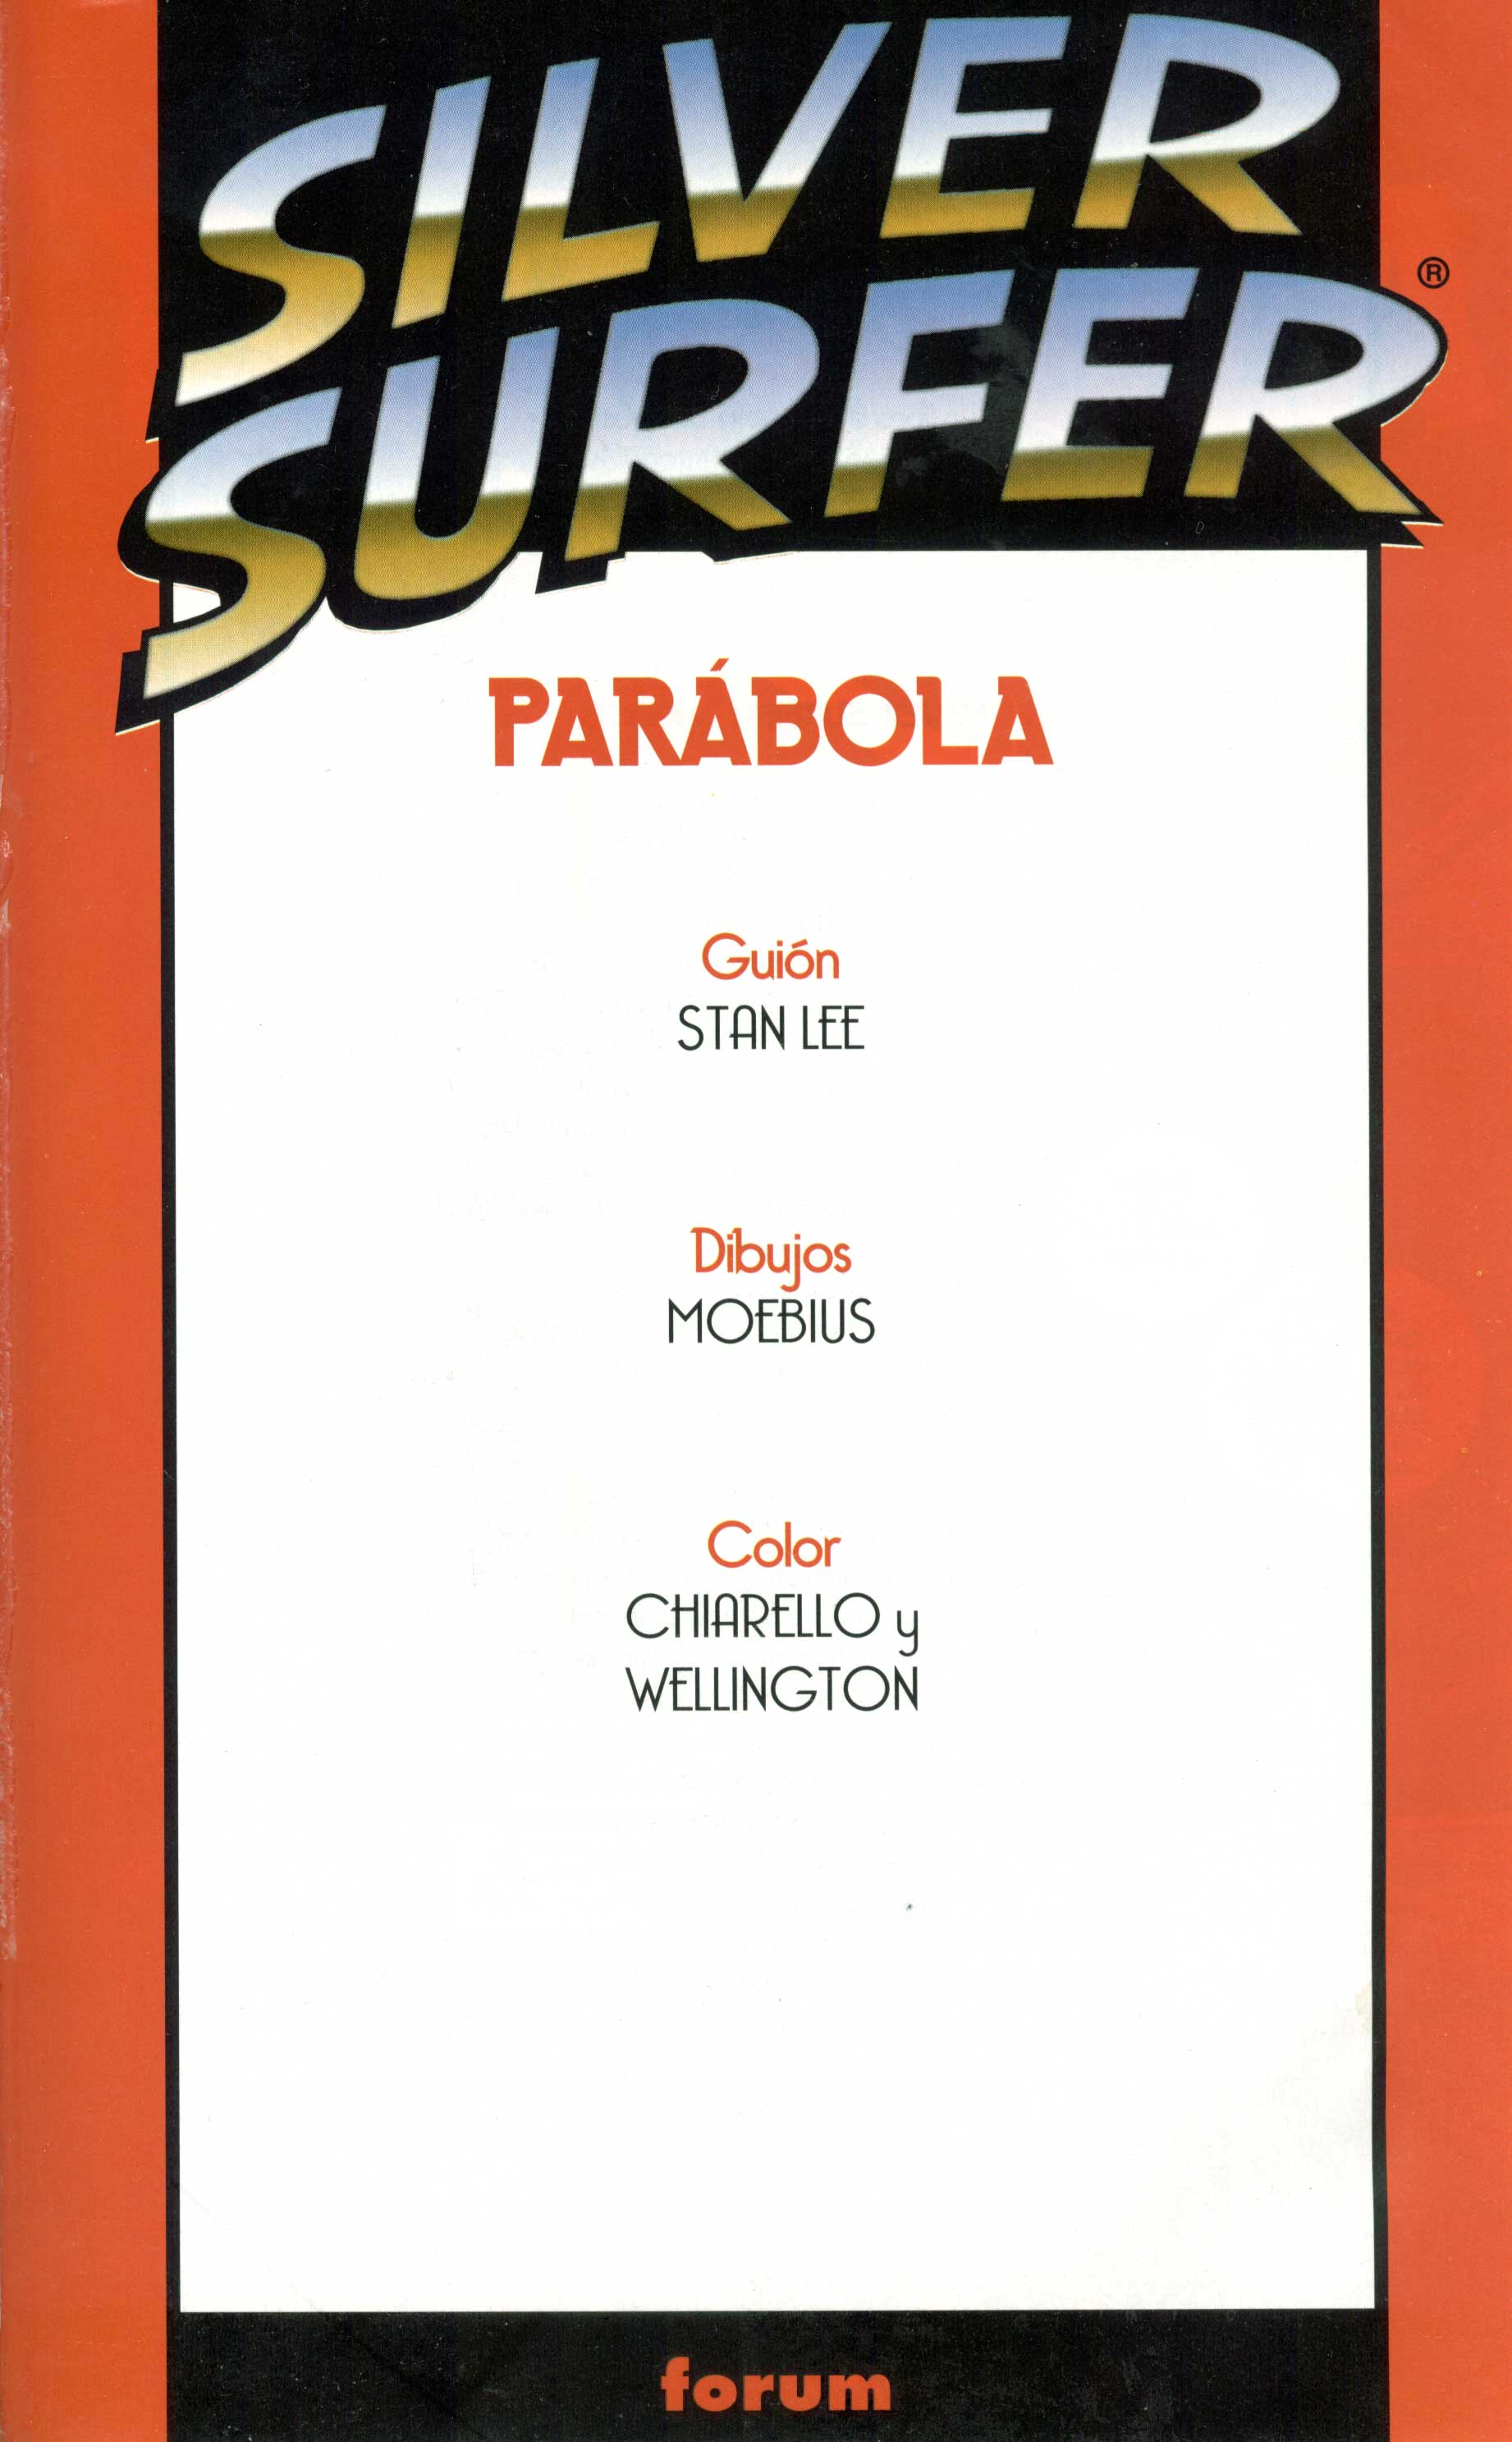 SILVER
SURFER
®
PARÁBOLA
Guión
STAN LEE
Dibujos
MOEBIUS
Color
CHIARELLO y
WELLINGTON
forum